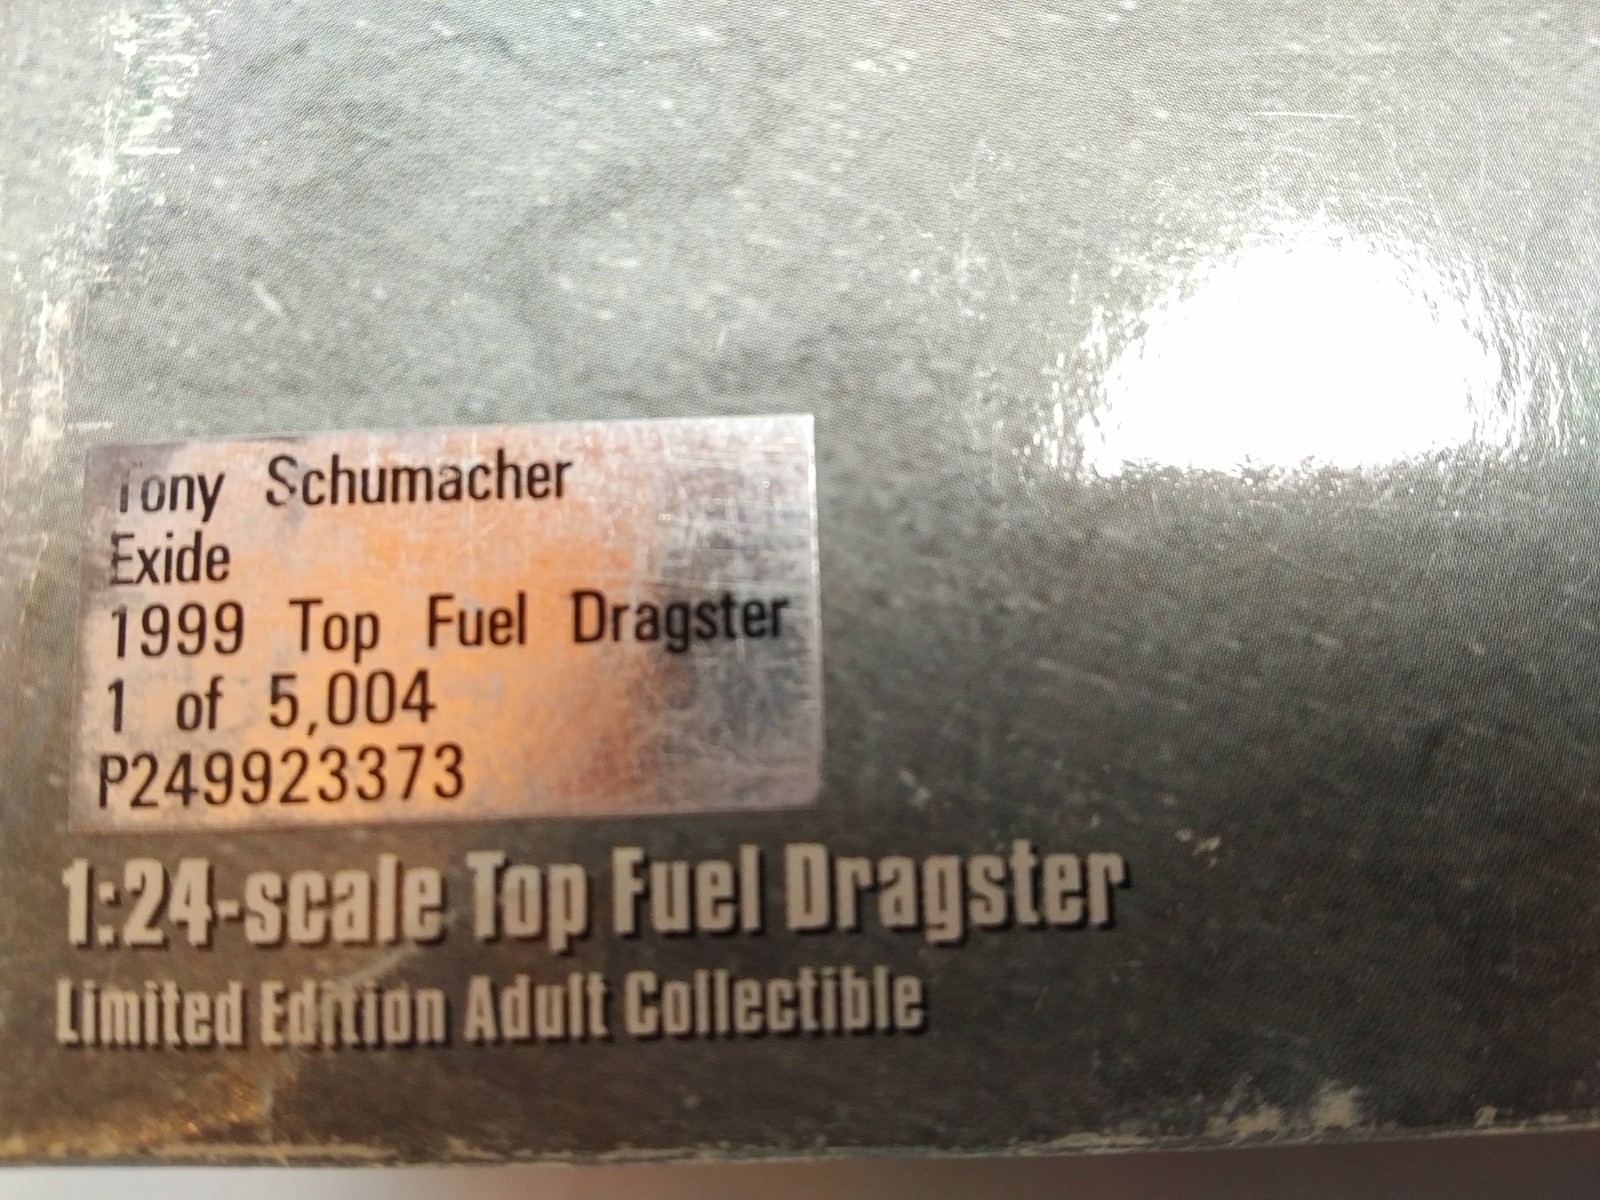 Tony Schumacher
Exide
1999 Top Fuel Dragster
1 of 5,004
P249923373
1:24-scale Top Fuel Dragster
Limited Edition Adult Collectible